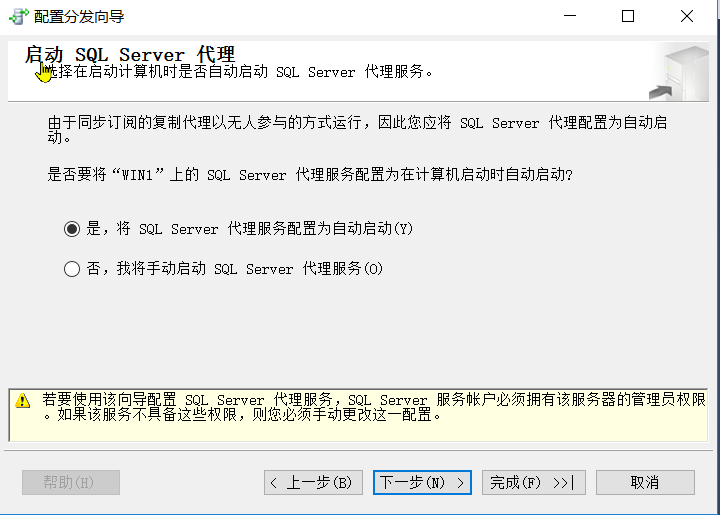 配置分发向导
启动 SQL Server 代理
选择在启动计算机时是否自动启动 SQL Server 代理服务。
由于同步订阅的复制代理以无人参与的方式运行，因此您应将 SQL Server 代理配置为自动启
动。
是否要将“WIN1”上的 SQL Server 代理服务配置为在计算机启动时自动启动?
是，将 SQL Server 代理服务配置为自动启动(Y)
否，我将手动启动 SQL Server 代理服务(O)
若要使用该向导配置 SQL Server 代理服务，SQL Server 服务帐户必须拥有该服务器的管理员权限
。如果该服务不具备这些权限，则您必须手动更改这一配置。
帮助(H) < 上一步(B) 下一步(N) > 完成(F) >>| 取消